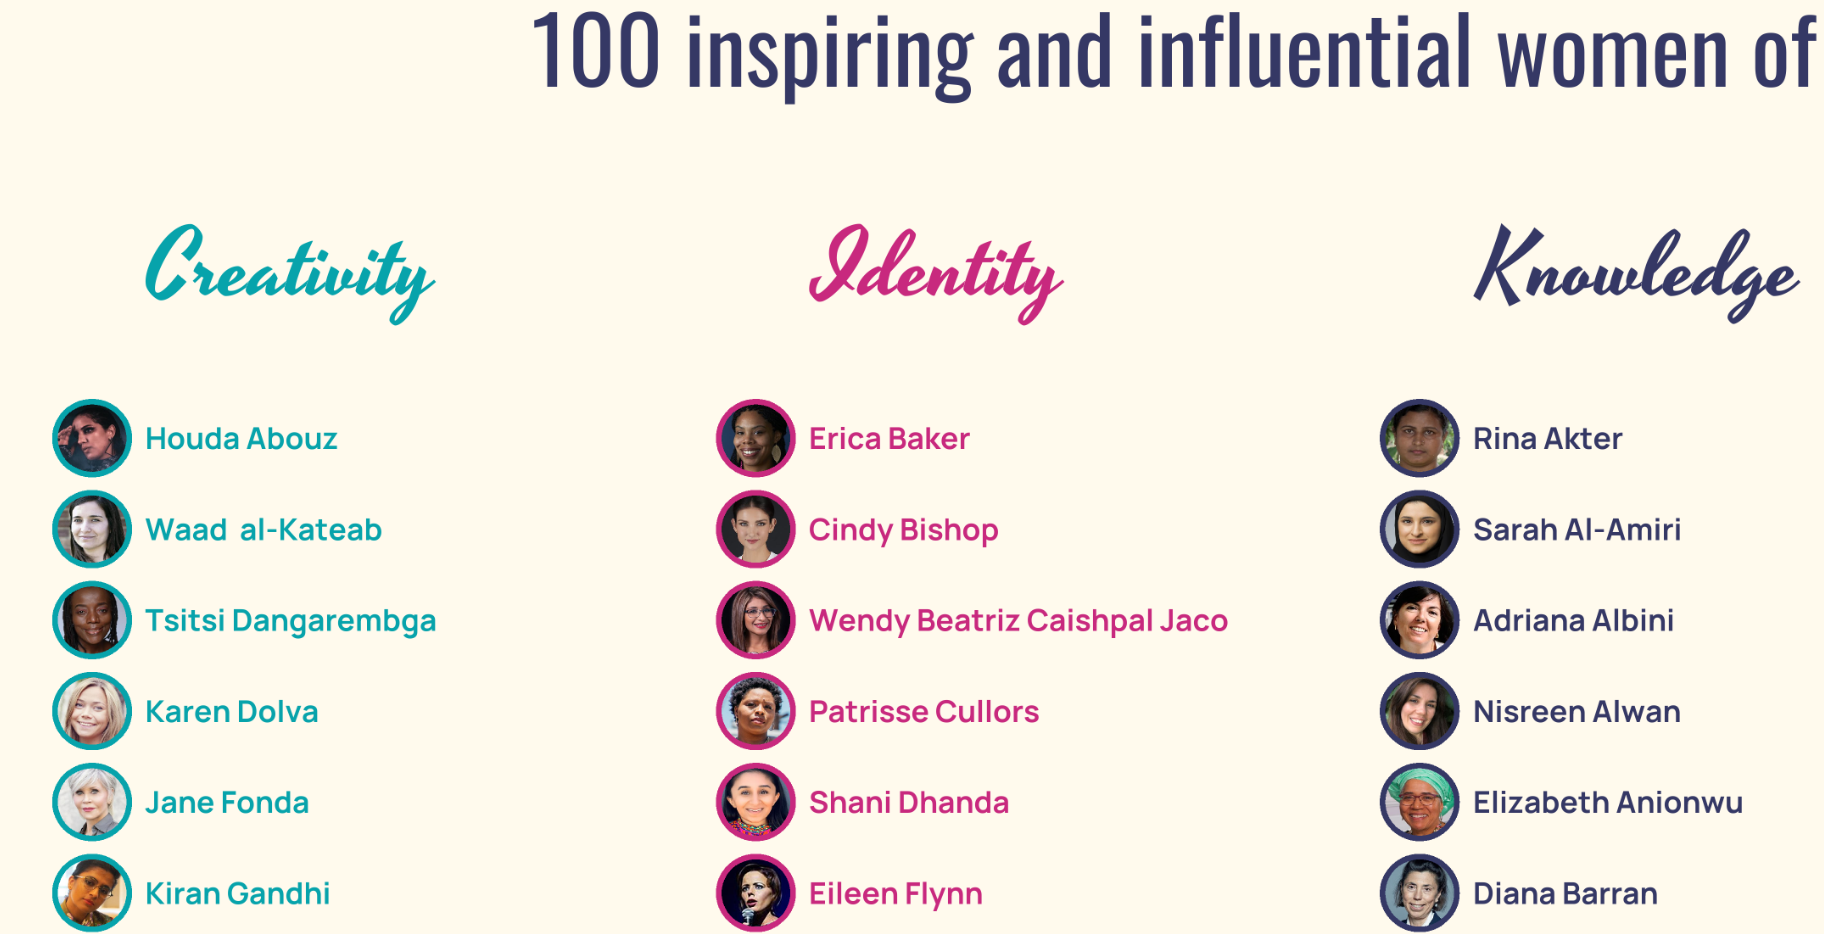 100 inspiring and influential women of
Creativity
Houda Abouz
Waad al-Kateab
Tsitsi Dangarembga
Karen Dolva
Jane Fonda
Kiran Gandhi
Identity
Erica Baker
Cindy Bishop
Wendy Beatriz Caishpal Jaco
Patrisse Cullors
Shani Dhanda
Eileen Flynn
Knowledge
Rina Akter
Sarah Al-Amiri
Adriana Albini
Nisreen Alwan
Elizabeth Anionwu
Diana Barran